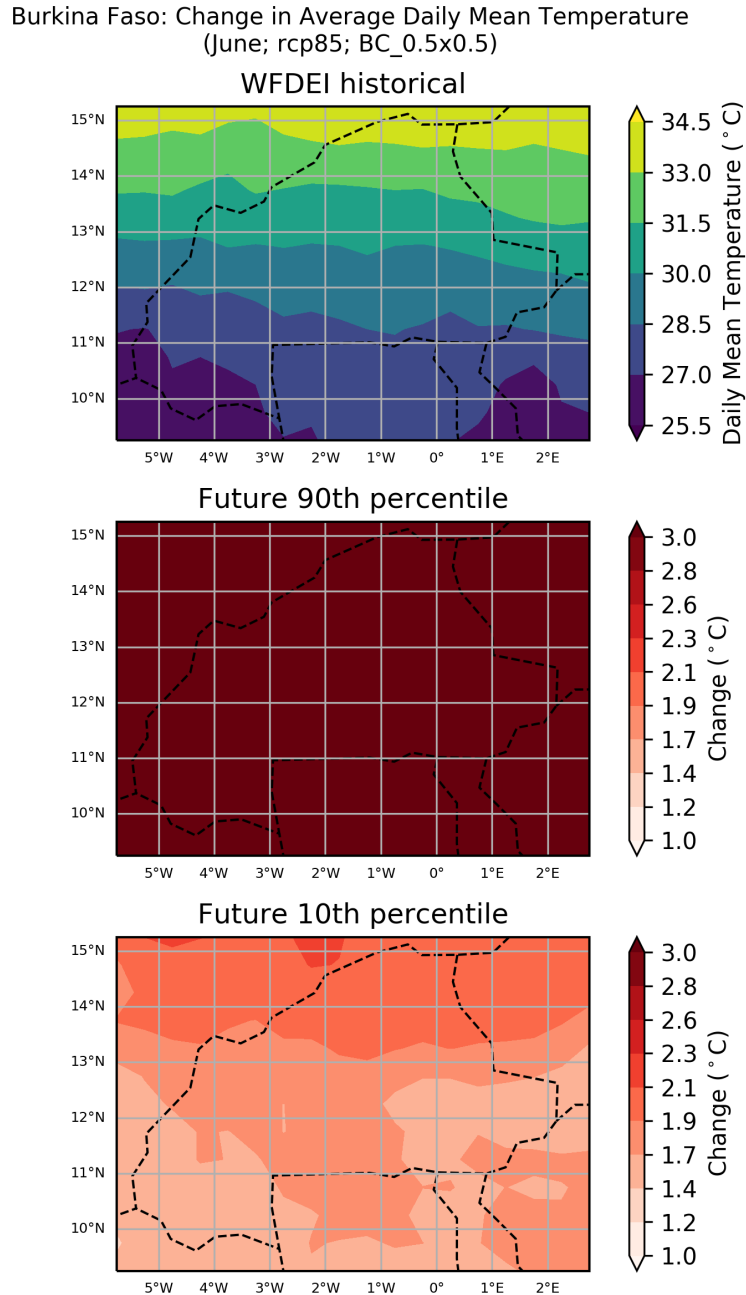 Burkina Faso: Change in Average Daily Mean Temperature
(June; rcp85; BC_0.5x0.5)
WFDEI historical
15°N
14°N
13°N
12°N
11°N
10°N
5°W 4°W 3°W 2°W 1°W 0° 1°E 2°E
34.5
33.0
31.5
30.0
28.5
27.0
25.5
Daily Mean Temperature (°C)
Future 90th percentile
15°N
14°N
13°N
12°N
11°N
10°N
5°W 4°W 3°W 2°W 1°W 0° 1°E 2°E
3.0
2.8
2.6
2.3
2.1
1.9
1.7
1.4
1.2
1.0
Change (°C)
Future 10th percentile
15°N
14°N
13°N
12°N
11°N
10°N
5°W 4°W 3°W 2°W 1°W 0° 1°E 2°E
3.0
2.8
2.6
2.3
2.1
1.9
1.7
1.4
1.2
1.0
Change (°C)